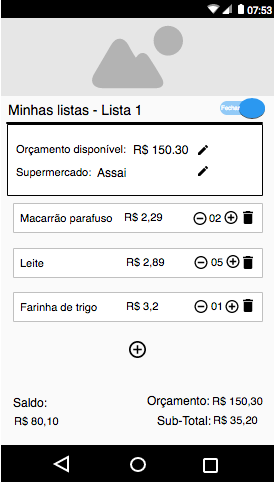 07:53
Minhas listas - Lista 1 Fechar
Orçamento disponível: R$ 150.30
Supermercado: Assai
Macarrão parafuso R$ 2,29 02
Leite R$ 2,89 05
Farinha de trigo R$ 3,2 01
Saldo: Orçamento: R$ 150,30
R$ 80,10 Sub-Total: R$ 35,20